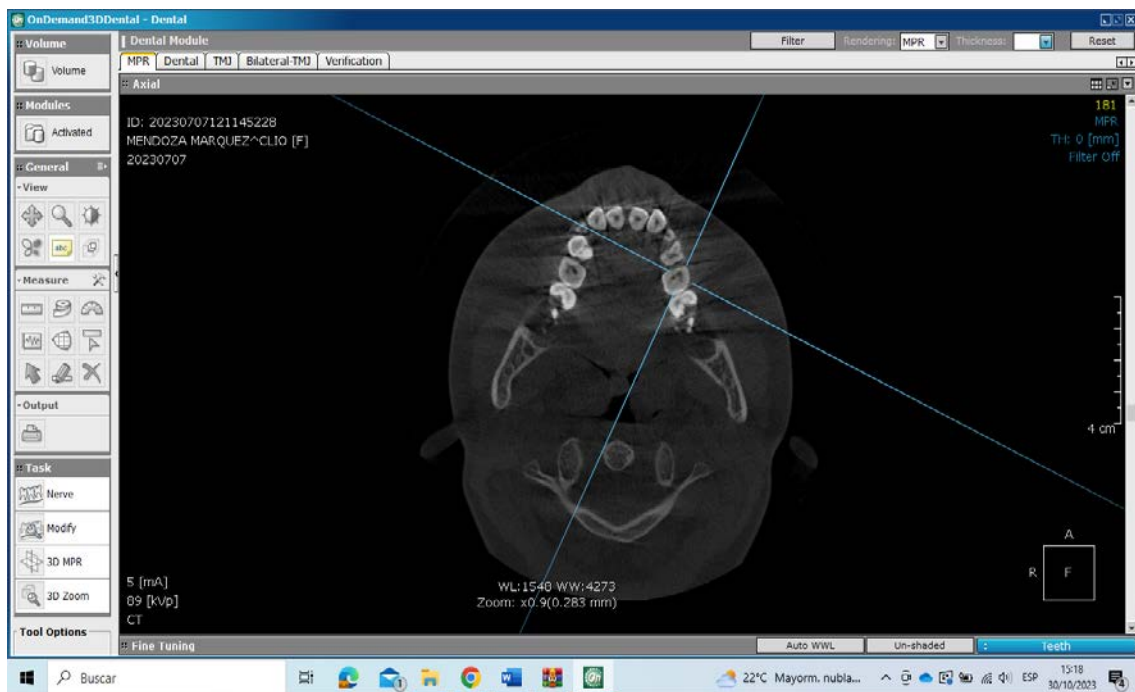 OnDemand3DDental - Dental
Volume
Volume
Modules
Activated
General
-View
abc
-Measure
-Output
Task
Nerve
Modify
3D MPR
3D Zoom
Tool Options
Dental Module
Filter
Rendering: MPR
Thickness:
Reset
MPR
Dental
TMJ
Bilateral-TMJ
Verification
Axial
ID: 20230707121145228
MENDOZA MARQUEZ^CLIO [F]
20230707
181
MPR
TH: 0 [mm]
Filter Off
4 cm
A
R
F
5 [mA]
89 [kVp]
CT
WL:1548 WW:4273
Zoom: x0.9(0.283 mm)
Fine Tuning
Auto WWL
Un-shaded
Teeth
Buscar
22°C Mayorm. nubla...
ESP
15:18
30/10/2023